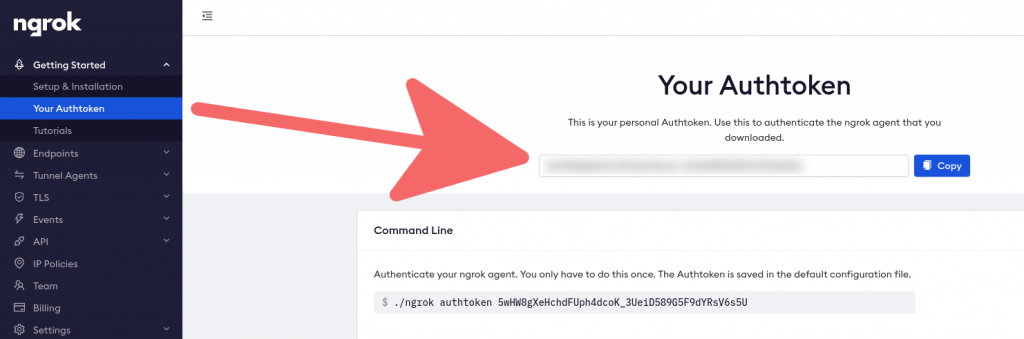 ngrok
Getting Started
Setup & Installation
Your Authtoken
Tutorials
Endpoints
Tunnel Agents
TLS
Events
API
IP Policies
Team
Billing
Settings
Your Authtoken
This is your personal Authtoken. Use this to authenticate the ngrok agent that you
downloaded.
Copy
Command Line
Authenticate your ngrok agent. You only have to do this once. The Authtoken is saved in the default configuration file.
$ ./ngrok authtoken 5wHW8gXeHchdFUph4dcoK_3UeiD589G5F9dYRsV6s5U